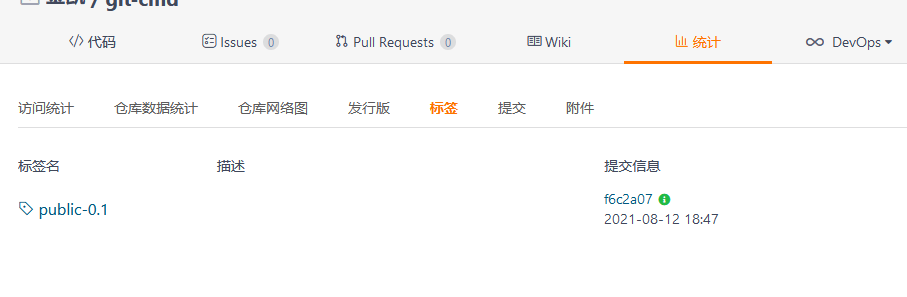 / git-cmd
代码 Issues 0 Pull Requests 0 Wiki 统计 DevOps
访问统计 仓库数据统计 仓库网络图 发行版 标签 提交 附件
标签名 描述 提交信息
public-0.1 f6c2a07
2021-08-12 18:47